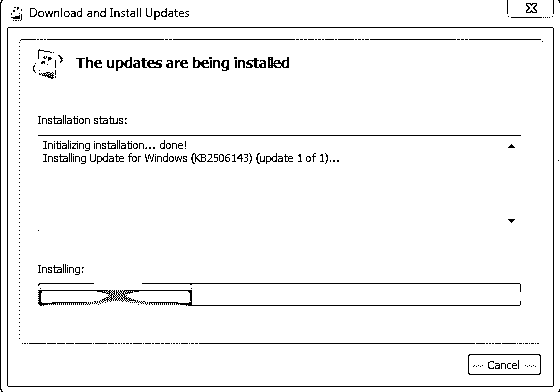 Download and Install Updates
The updates are being installed
Installation status:
Initializing installation... done!
Installing Update for Windows (KB2506143) (update 1 of 1)...
Installing:
Cancel